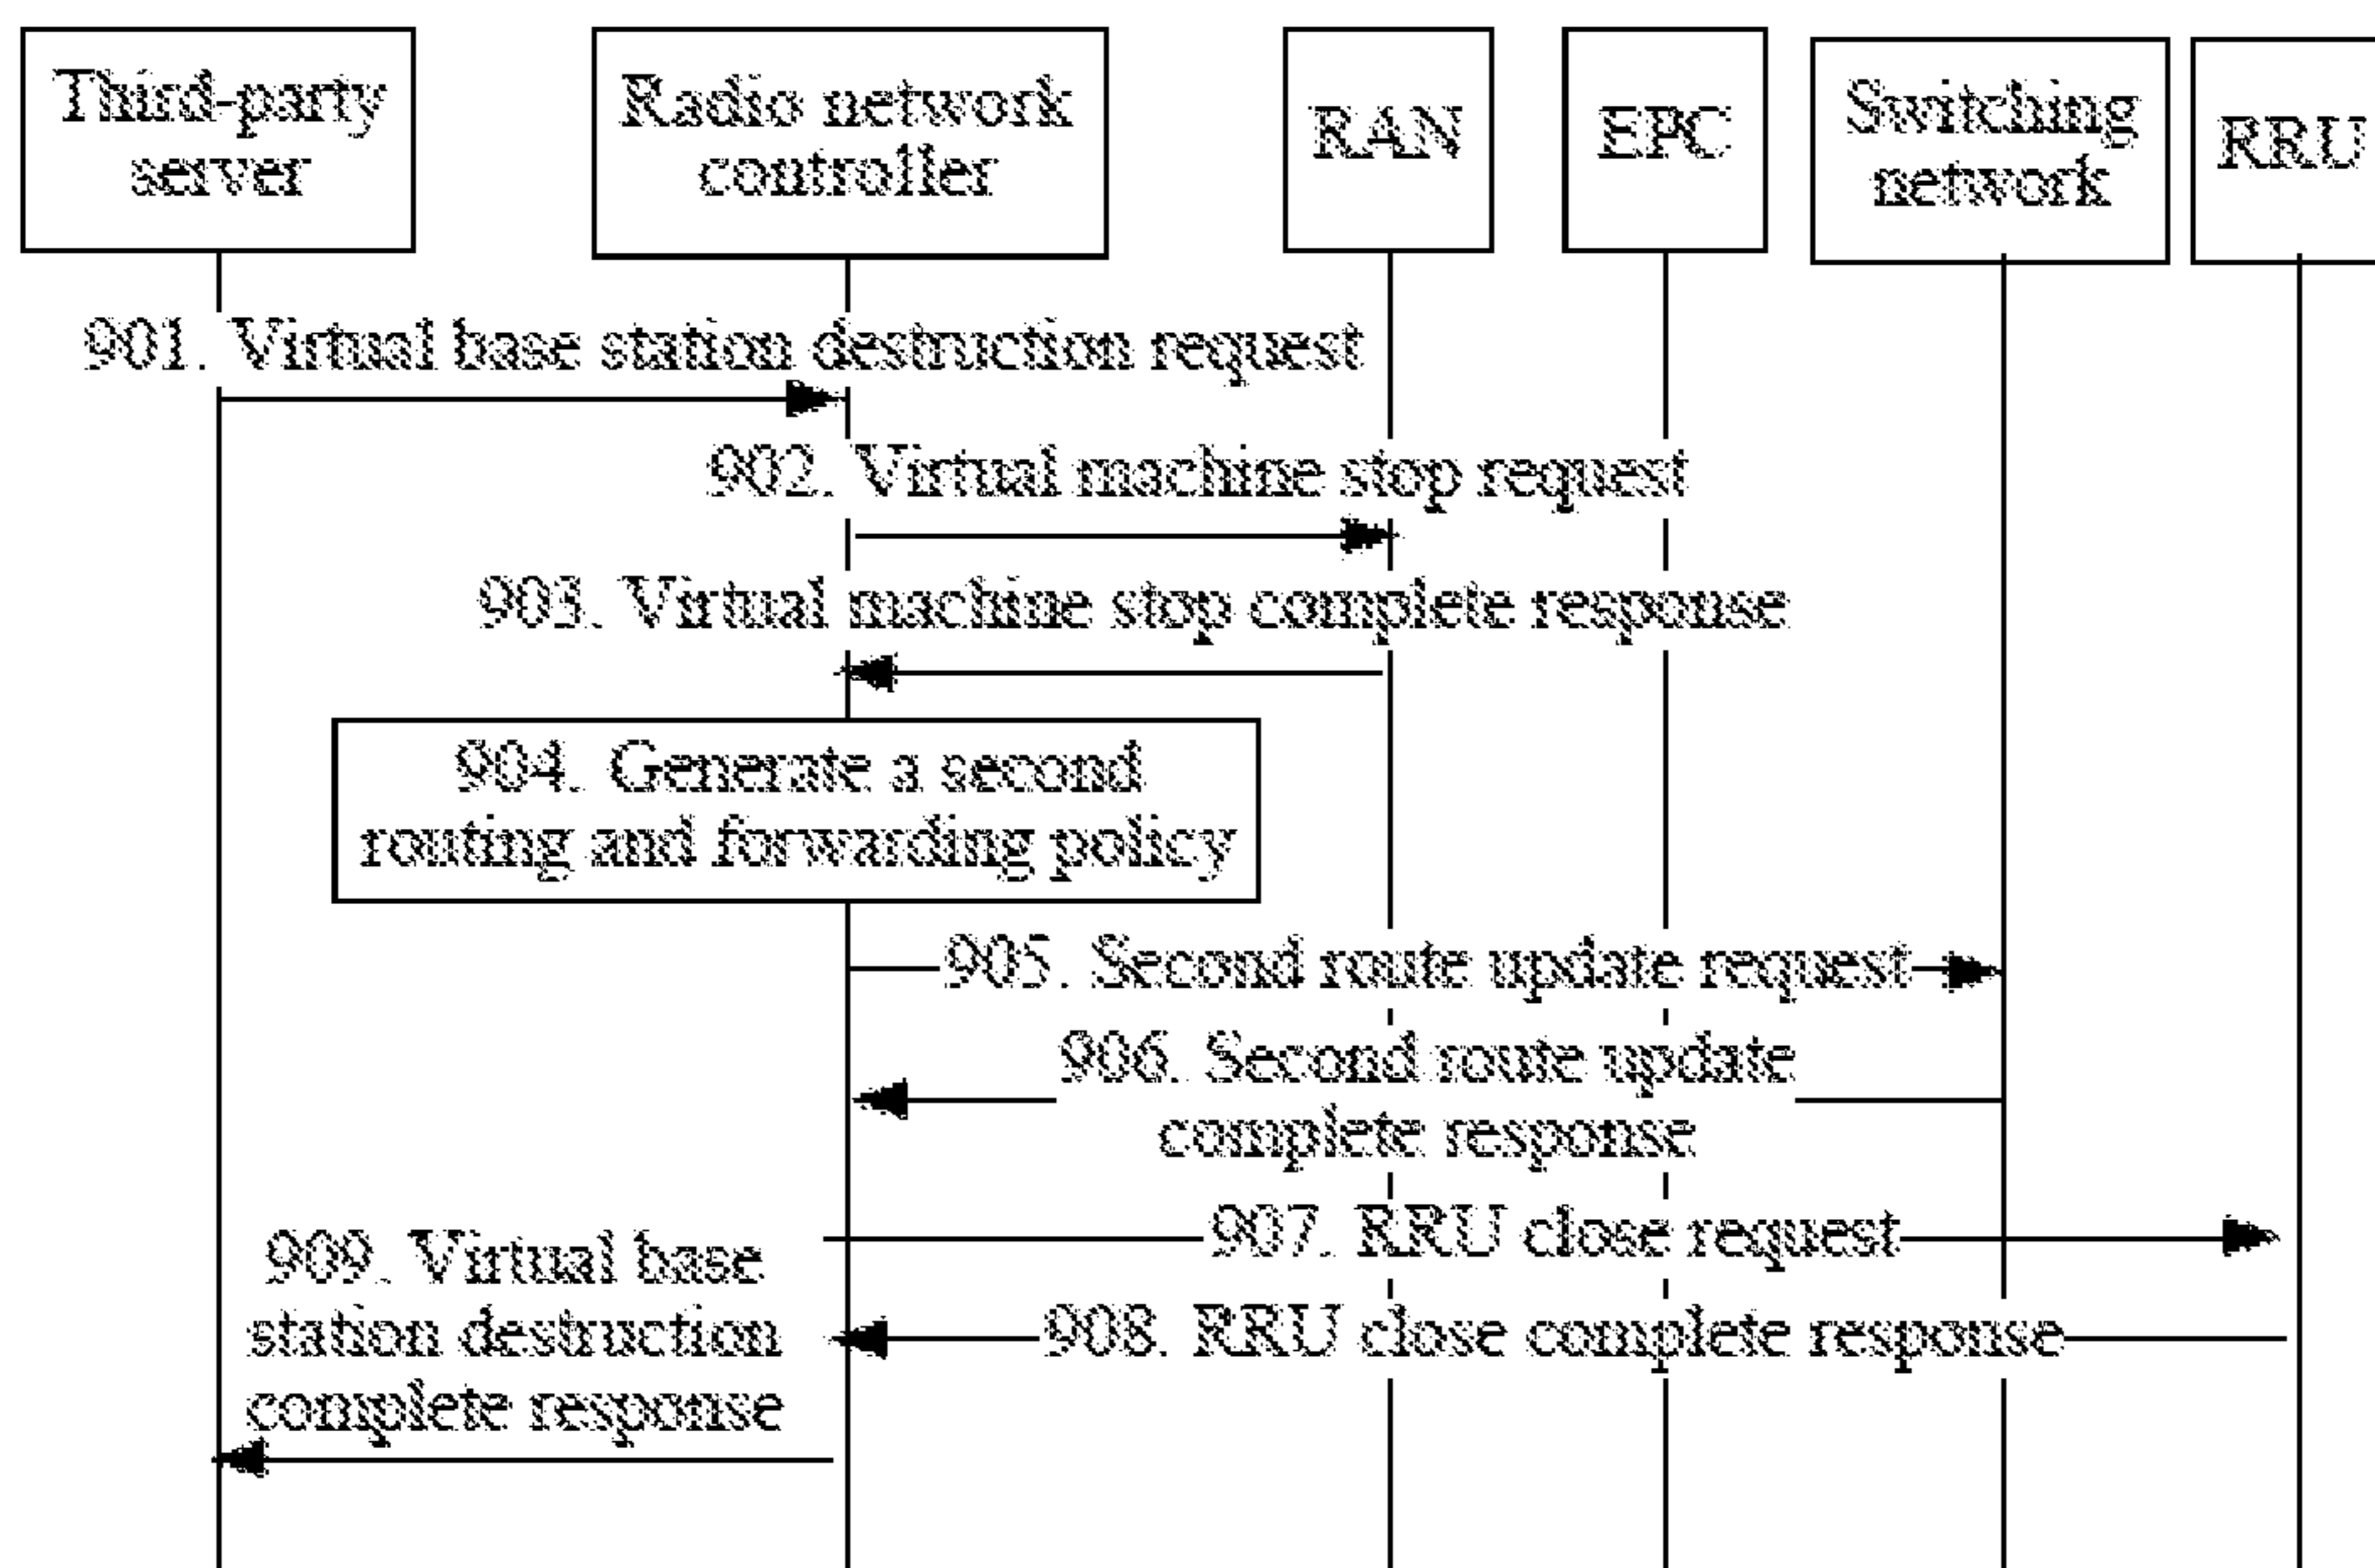 Third-party
server
Radio network
controller
RAN
EPC
Switching
network
RRU
901. Virtual base station destruction request
902. Virtual machine stop request
903. Virtual machine stop complete response
904. Generate a second
routing and forwarding policy
905. Second route update request
906. Second route update
complete response
907. RRU close request
908. RRU close complete response
909. Virtual base
station destruction
complete response